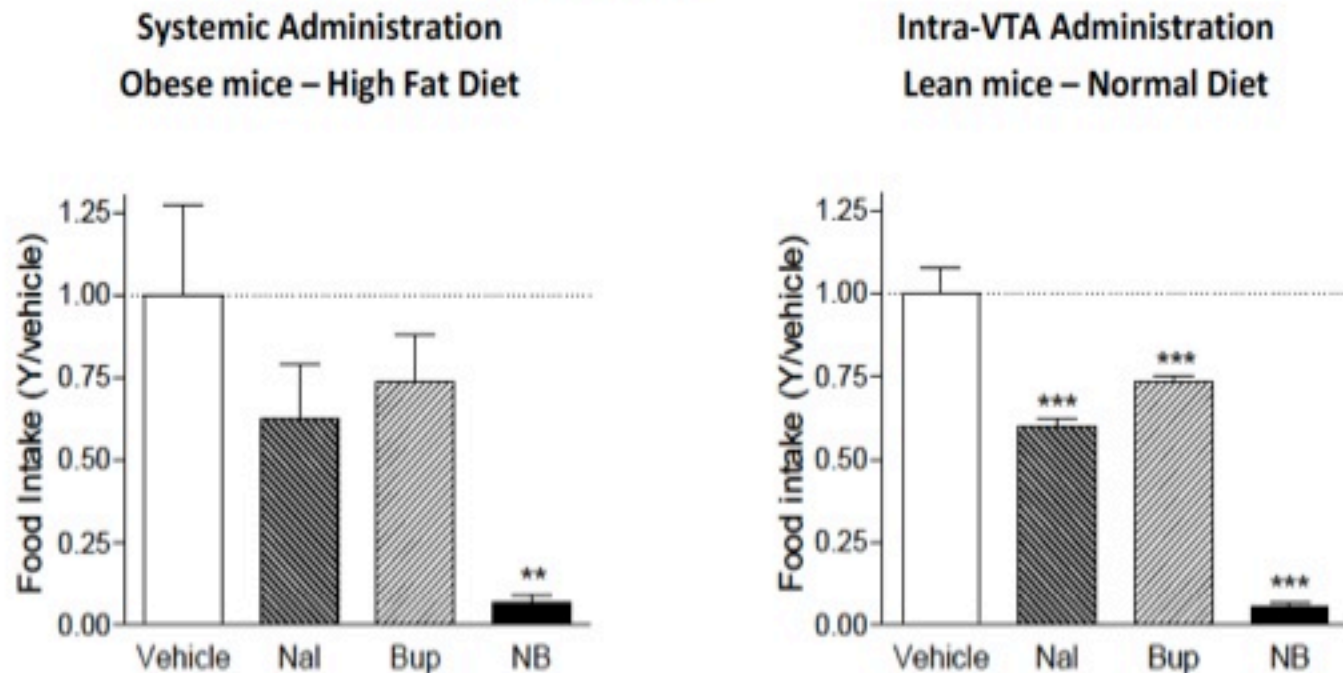 Systemic Administration
Obese mice – High Fat Diet
Food Intake (Y/vehicle)
1.25
1.00
0.75
0.50
0.25
0.00
**
Vehicle Nal Bup NB
Intra-VTA Administration
Lean mice – Normal Diet
Food intake (Y/vehicle)
1.25
1.00
0.75
0.50
0.25
0.00
***
***
***
Vehicle Nal Bup NB